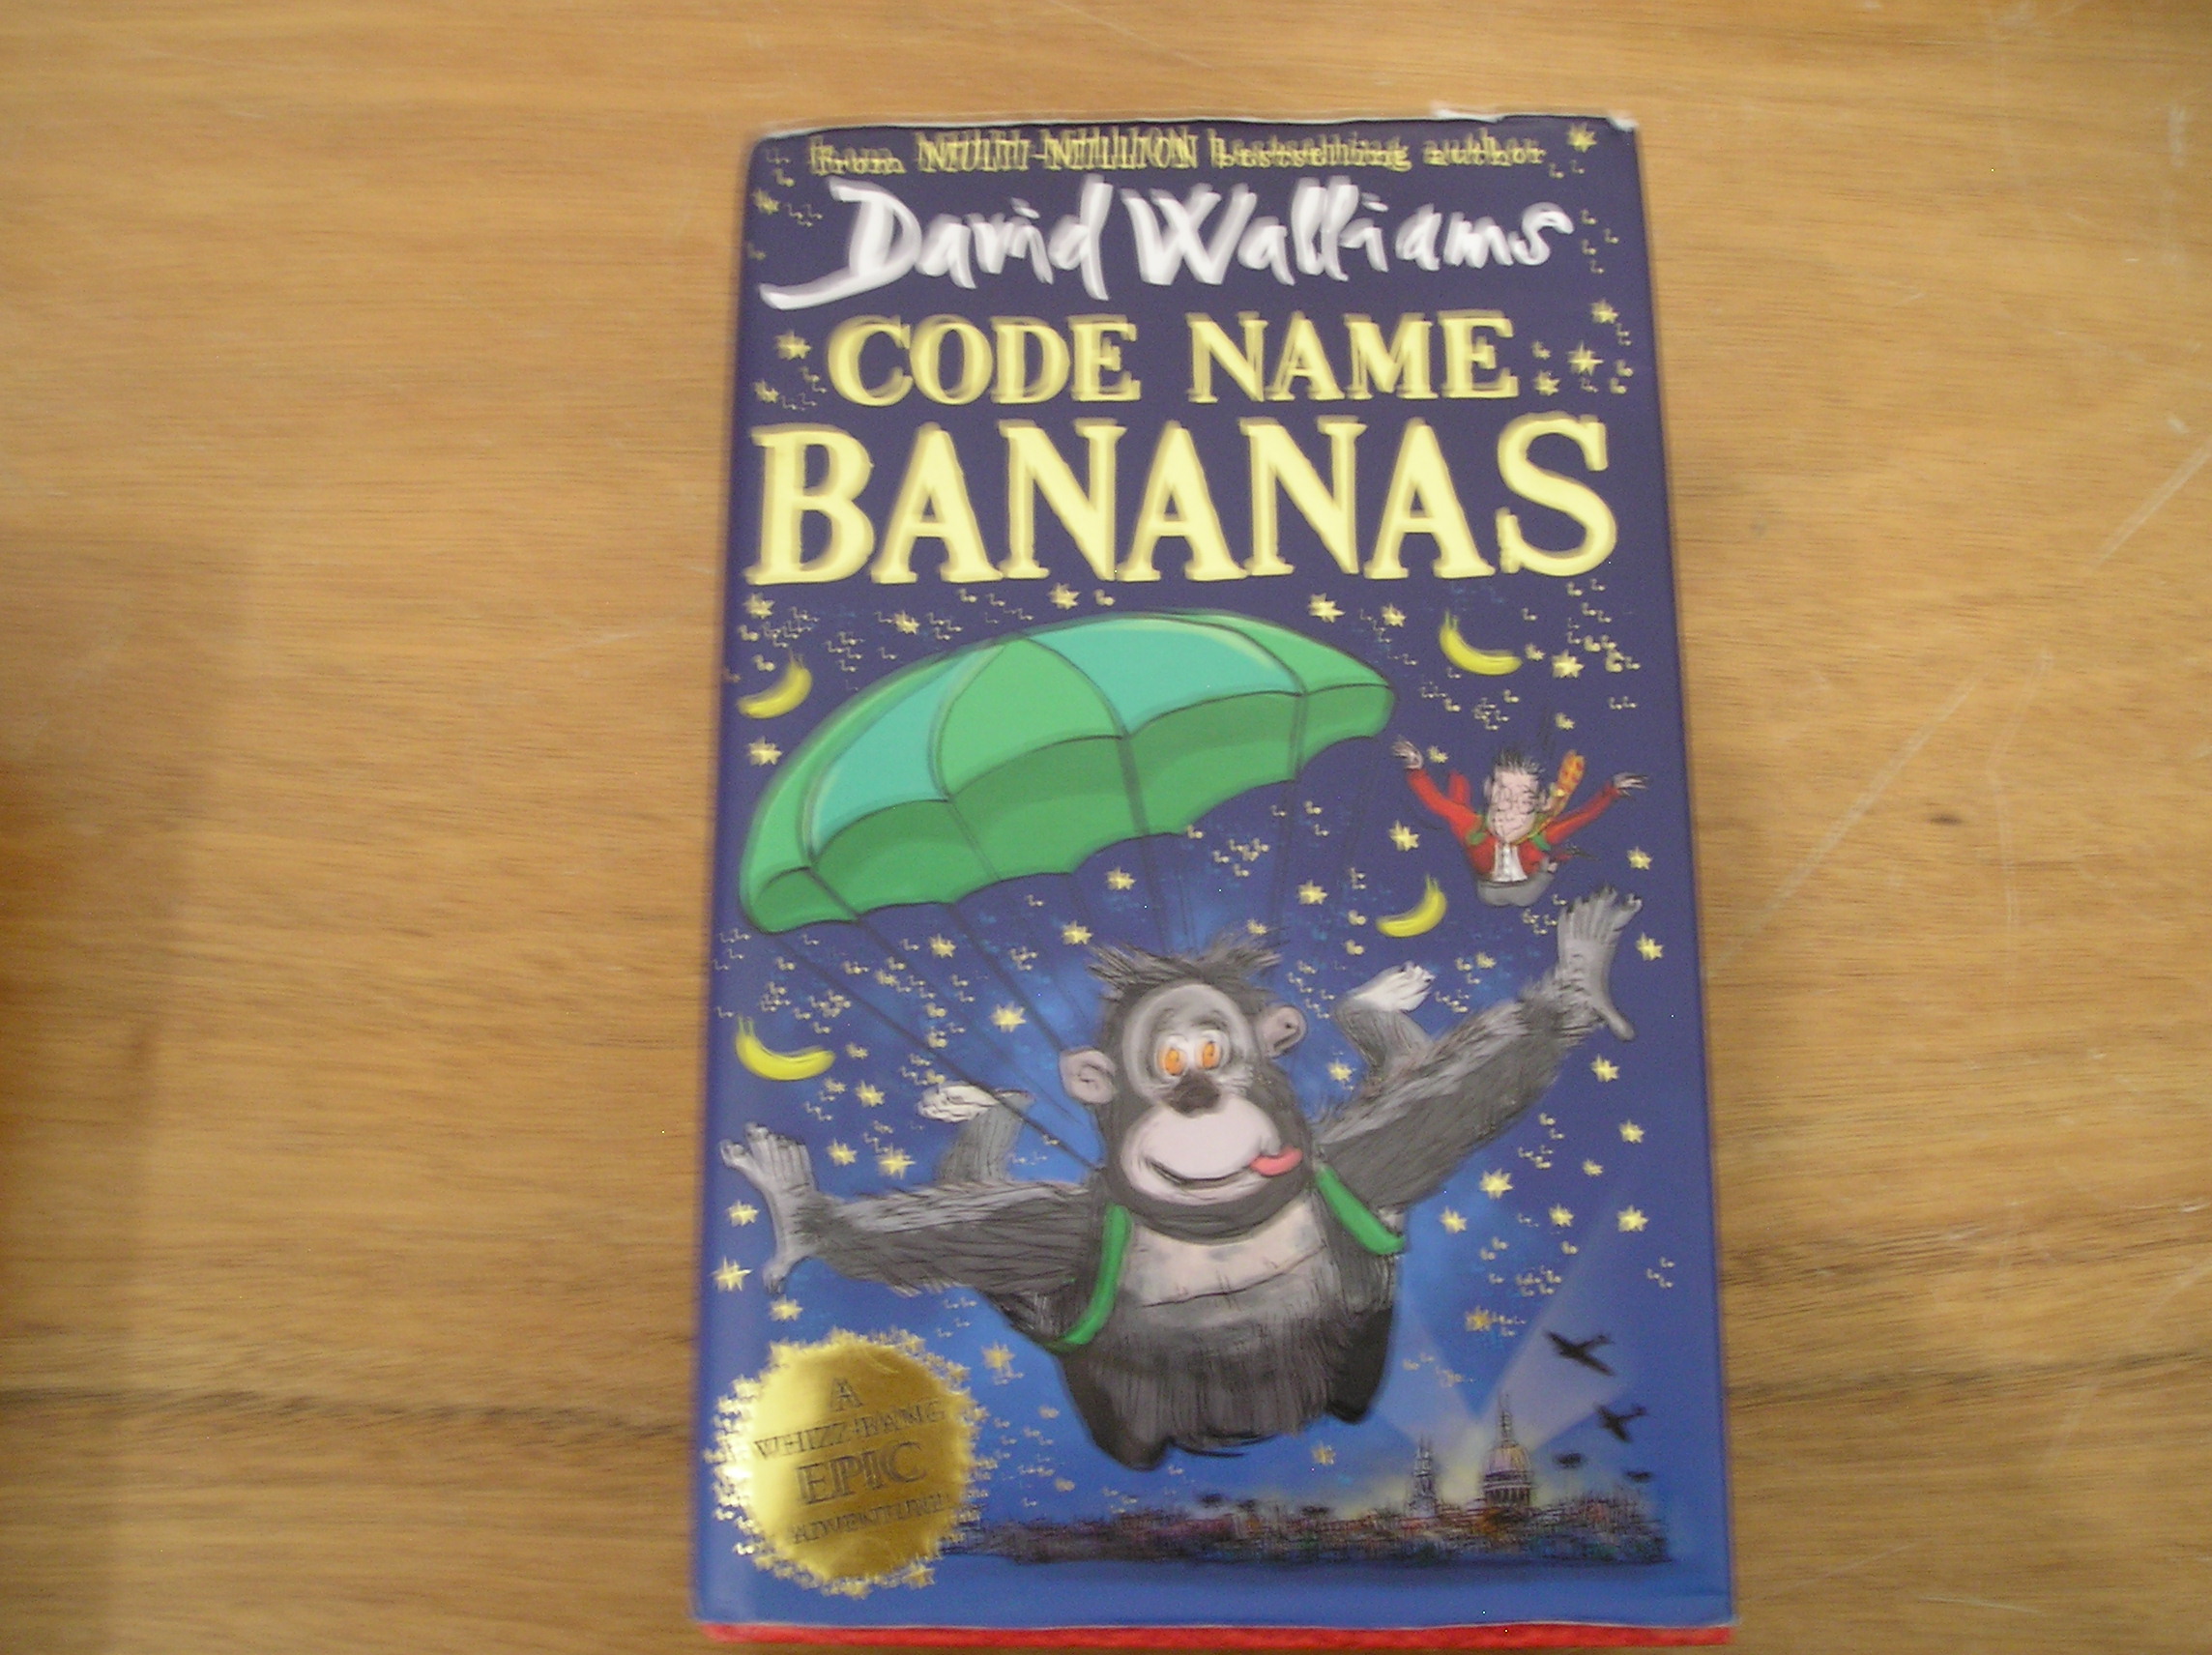 from MULTI-MILLION bestselling author
David Walliams
CODE NAME
BANANAS
A
WHIZZ-BANG
EPIC
ADVENTURE